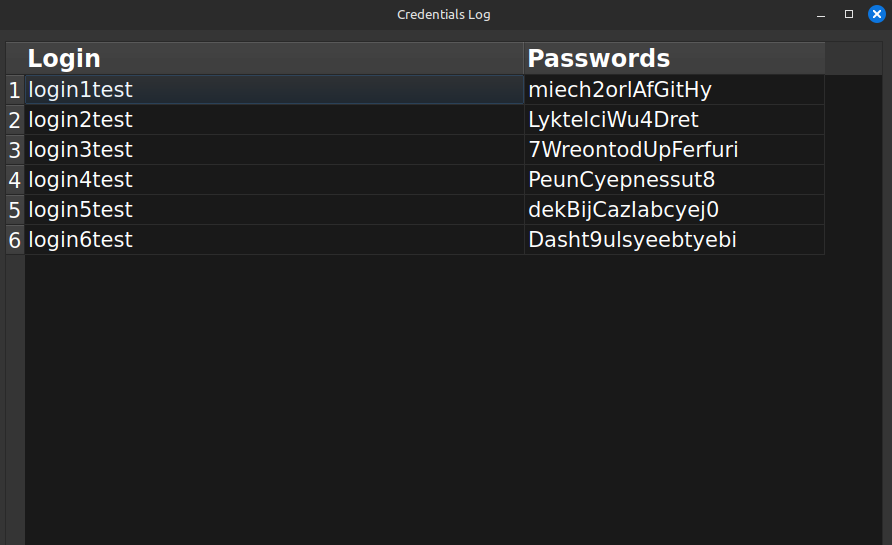 Credentials Log
Login Passwords
1 login1test miech2orlAfGitHy
2 login2test LyktelciWu4Dret
3 login3test 7WreontodUpFerfuri
4 login4test PeunCyepnessut8
5 login5test dekBijCazlabcyej0
6 login6test Dasht9ulsyeebtyebi